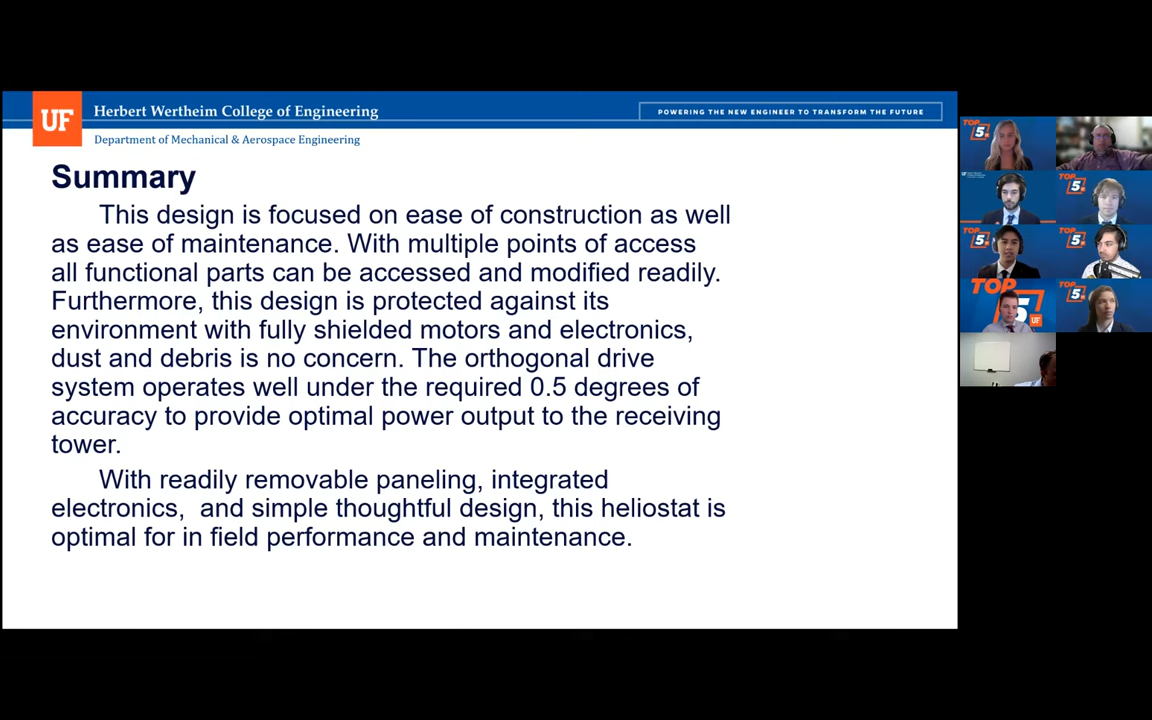 UF
Herbert Wertheim College of Engineering
POWERING THE NEW ENGINEER TO TRANSFORM THE FUTURE
Department of Mechanical & Aerospace Engineering
Summary
This design is focused on ease of construction as well
as ease of maintenance. With multiple points of access
all functional parts can be accessed and modified readily.
Furthermore, this design is protected against its
environment with fully shielded motors and electronics,
dust and debris is no concern. The orthogonal drive
system operates well under the required 0.5 degrees of
accuracy to provide optimal power output to the receiving
tower.
With readily removable paneling, integrated
electronics,  and simple thoughtful design, this heliostat is
optimal for in field performance and maintenance.
TOP
5
TOP
5
TOP
5
TOP
5
TOP
5
UF
TOP
5